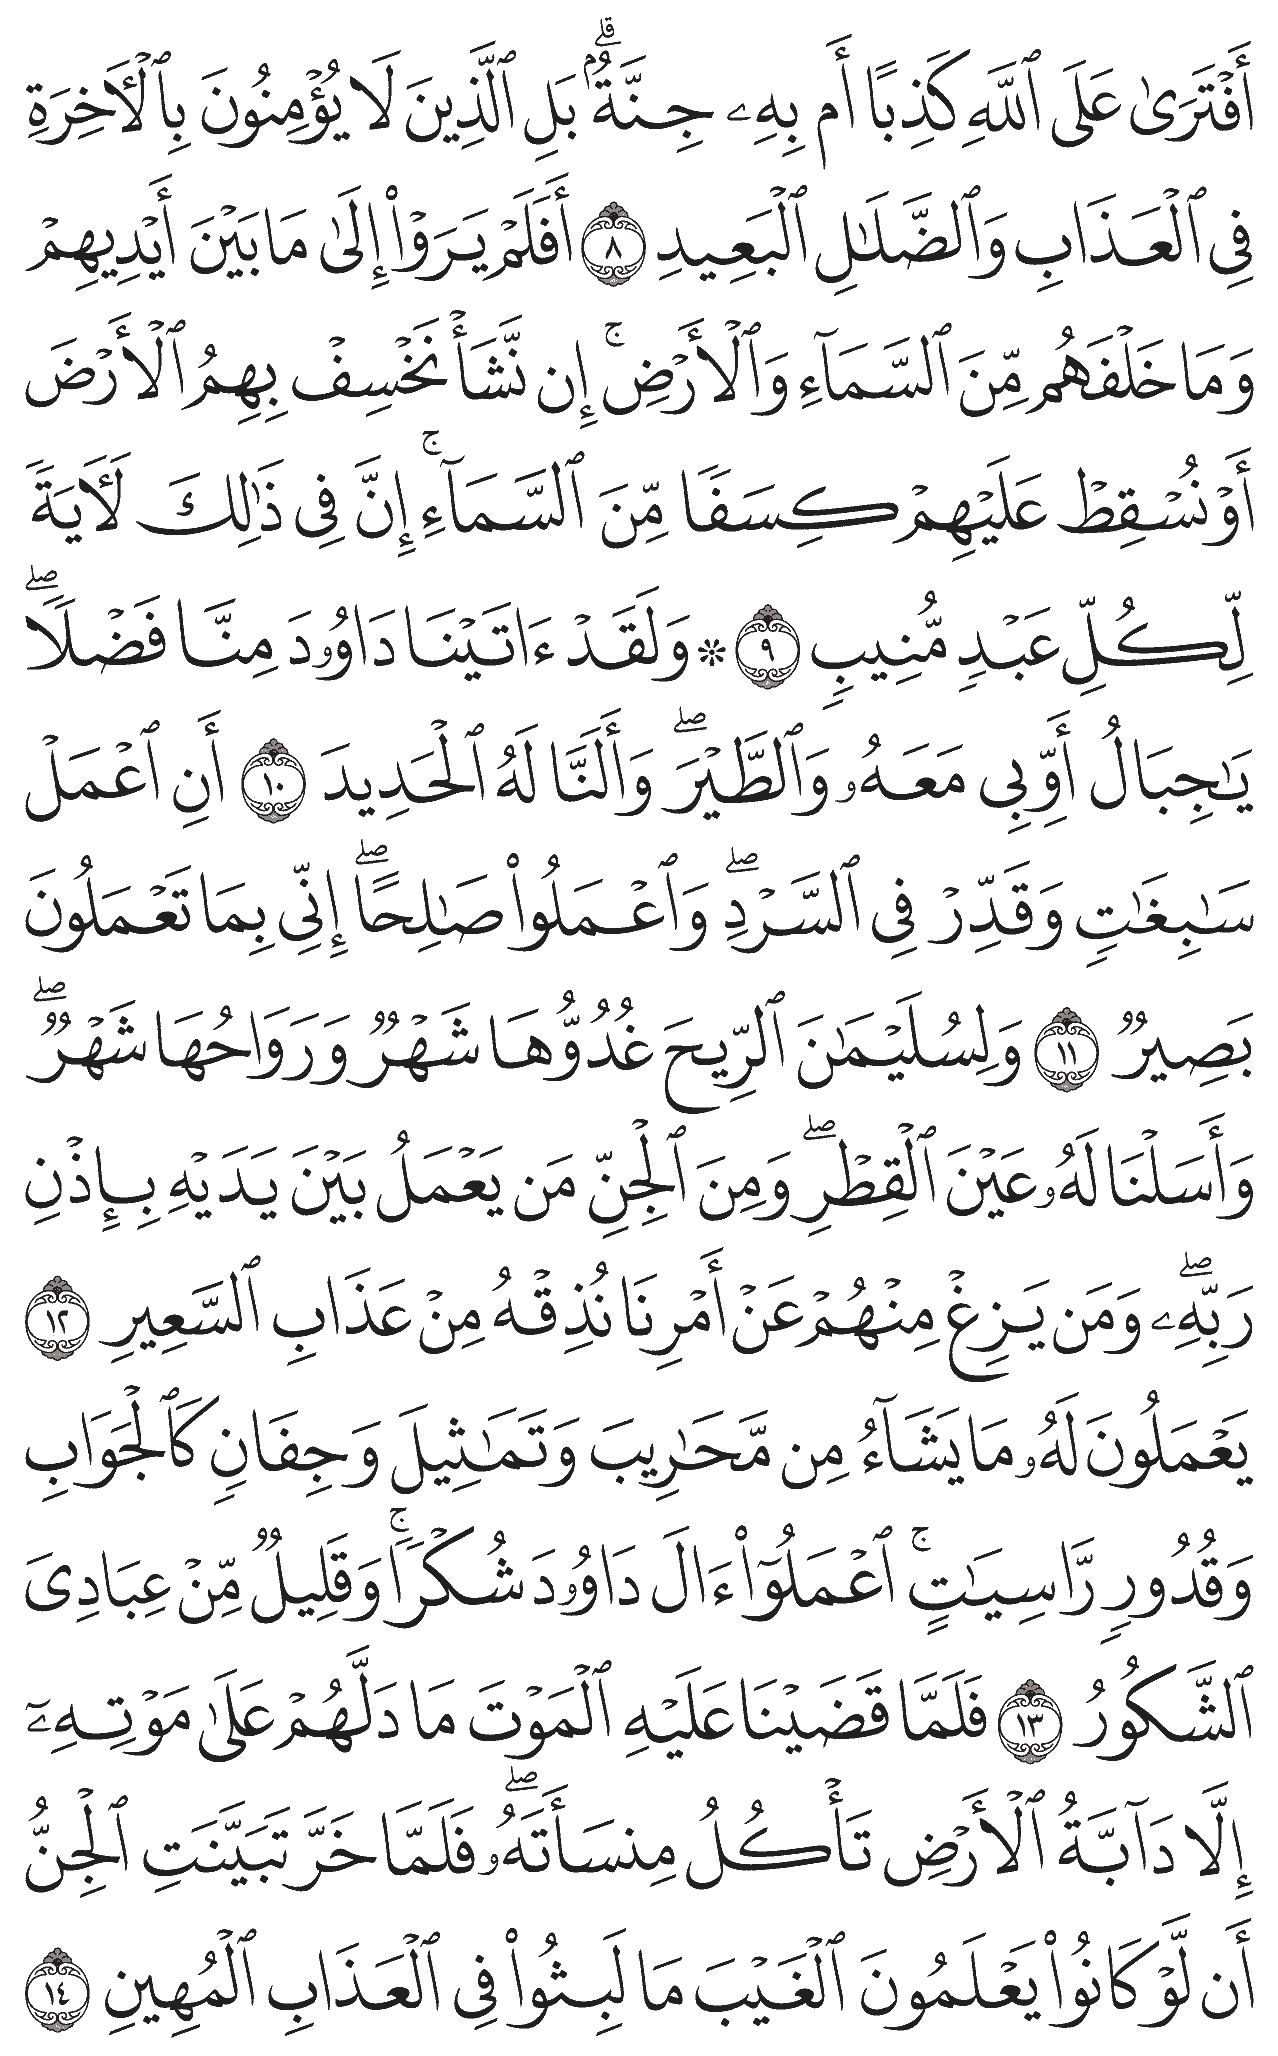 أَفۡتَرَىٰ عَلَى ٱللَّهِ كَذِبًا أَم بِهِۦ جِنَّةُۢۗ بَلِ ٱلَّذِينَ لَا يُؤۡمِنُونَ بِٱلۡأٓخِرَةِ
فِي ٱلۡعَذَابِ وَٱلضَّلَٰلِ ٱلۡبَعِيدِ ٨ أَفَلَمۡ يَرَوۡاْ إِلَىٰ مَا بَيۡنَ أَيۡدِيهِمۡ
وَمَا خَلۡفَهُم مِّنَ ٱلسَّمَآءِ وَٱلۡأَرۡضِۚ إِن نَّشَأۡ نَخۡسِفۡ بِهِمُ ٱلۡأَرۡضَ
أَوۡ نُسۡقِطۡ عَلَيۡهِمۡ كِسَفٗا مِّنَ ٱلسَّمَآءِۚ إِنَّ فِي ذَٰلِكَ لَأٓيَةٗ
لِّكُلِّ عَبۡدٖ مُّنِيبٖ ٩ ۞ وَلَقَدۡ ءَاتَيۡنَا دَاوُۥدَ مِنَّا فَضۡلٗاۖ
يَٰجِبَالُ أَوِّبِي مَعَهُۥ وَٱلطَّيۡرَۖ وَأَلَنَّا لَهُ ٱلۡحَدِيدَ ١٠ أَنِ ٱعۡمَلۡ
سَٰبِغَٰتٖ وَقَدِّرۡ فِي ٱلسَّرۡدِۖ وَٱعۡمَلُواْ صَٰلِحًاۖ إِنِّي بِمَا تَعۡمَلُونَ
بَصِيرٞ ١١ وَلِسُلَيۡمَٰنَ ٱلرِّيحَ غُدُوُّهَا شَهۡرٞ وَرَوَاحُهَا شَهۡرٞۖ
وَأَسَلۡنَا لَهُۥ عَيۡنَ ٱلۡقِطۡرِۖ وَمِنَ ٱلۡجِنِّ مَن يَعۡمَلُ بَيۡنَ يَدَيۡهِ بِإِذۡنِ
رَبِّهِۦۖ وَمَن يَزِغۡ مِنۡهُمۡ عَنۡ أَمۡرِنَا نُذِقۡهُ مِنۡ عَذَابِ ٱلسَّعِيرِ ١٢
يَعۡمَلُونَ لَهُۥ مَا يَشَآءُ مِن مَّحَٰرِيبَ وَتَمَٰثِيلَ وَجِفَانٖ كَٱلۡجَوَابِ
وَقُدُورٖ رَّاسِيَٰتٍۚ ٱعۡمَلُوٓاْ ءَالَ دَاوُۥدَ شُكۡرٗاۚ وَقَلِيلٞ مِّنۡ عِبَادِيَ
ٱلشَّكُورُ ١٣ فَلَمَّا قَضَيۡنَا عَلَيۡهِ ٱلۡمَوۡتَ مَا دَلَّهُمۡ عَلَىٰ مَوۡتِهِۦٓ
إِلَّا دَآبَّةُ ٱلۡأَرۡضِ تَأۡكُلُ مِنسَأَتَهُۥۖ فَلَمَّا خَرَّ تَبَيَّنَتِ ٱلۡجِنُّ
أَن لَّوۡ كَانُواْ يَعۡلَمُونَ ٱلۡغَيۡبَ مَا لَبِثُواْ فِي ٱلۡعَذَابِ ٱلۡمُهِينِ ١٤